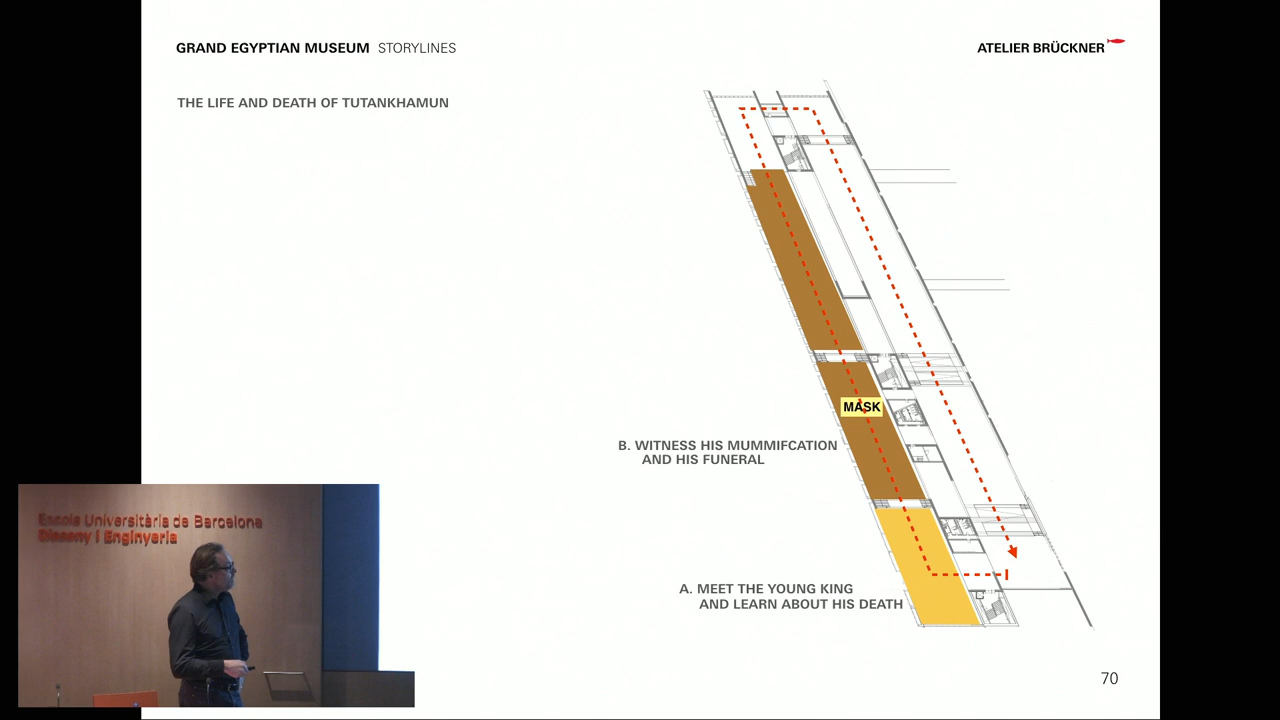 GRAND EGYPTIAN MUSEUM STORYLINES
ATELIER BRÜCKNER
THE LIFE AND DEATH OF TUTANKHAMUN
MASK
B. WITNESS HIS MUMMIFCATION
AND HIS FUNERAL
A. MEET THE YOUNG KING
AND LEARN ABOUT HIS DEATH
Escola Universitària de Barcelona
Disseny i Enginyeria
70